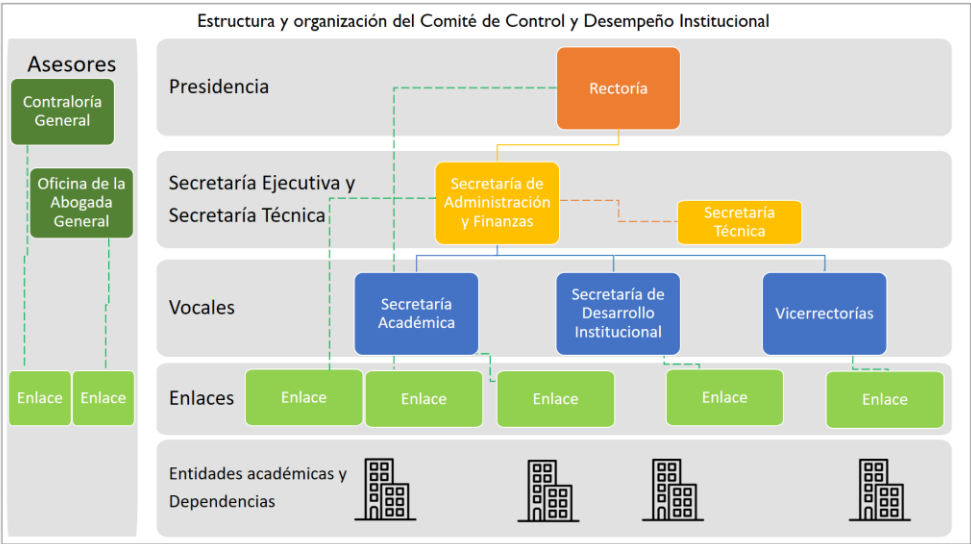 Estructura y organización del Comité de Control y Desempeño Institucional
Asesores
Contraloría
General
Oficina de la
Abogada
General
Enlace
Enlace
Presidencia
Rectoría
Secretaría Ejecutiva y
Secretaría Técnica
Secretaría de
Administración
y Finanzas
Secretaría
Técnica
Vocales
Secretaría
Académica
Secretaría de
Desarrollo
Institucional
Vicerrectorías
Enlaces
Enlace
Enlace
Enlace
Enlace
Enlace
Entidades académicas y
Dependencias